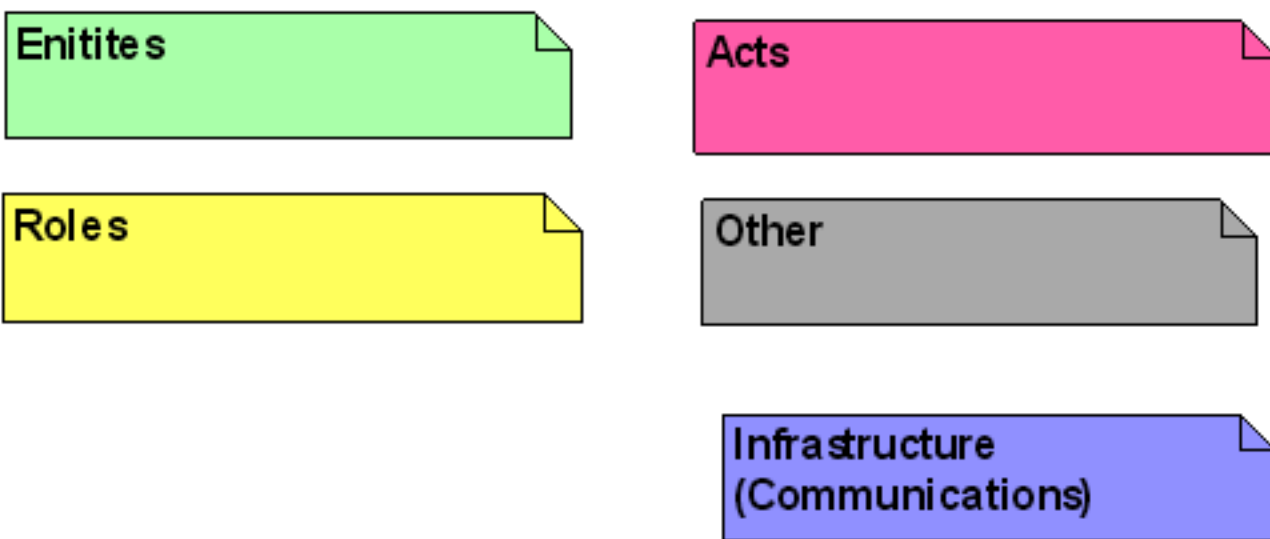 Enitites
Acts
Roles
Other
Infrastructure
(Communications)